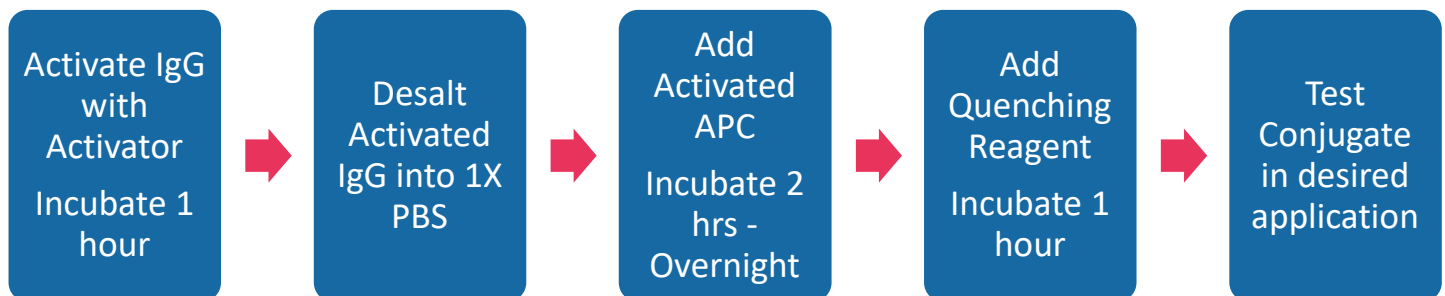 Activate IgG
with
Activator
Incubate 1
hour
Desalt
Activated
IgG into 1X
PBS
Add
Activated
APC
Incubate 2
hrs -
Overnight
Add
Quenching
Reagent
Incubate 1
hour
Test
Conjugate
in desired
application